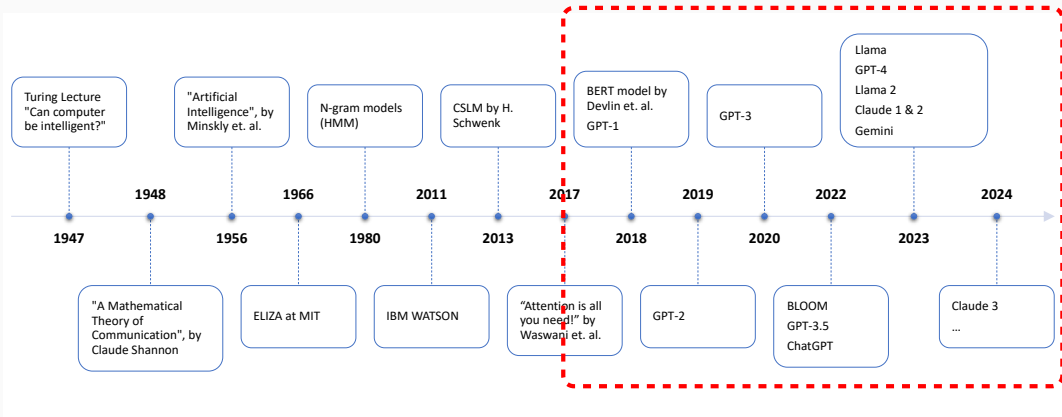 Turing Lecture
"Can computer
be intelligent?"
"Artificial
Intelligence", by
Minskly et. al.
N-gram models
(HMM)
CSLM by H.
Schwenk
BERT model by
Devlin et. al.
GPT-1
GPT-3
Llama
GPT-4
Llama 2
Claude 1 & 2
Gemini
1948
1966
2011
2017
2019
2022
2024
1947
1956
1980
2013
2018
2020
2023
"A Mathematical
Theory of
Communication", by
Claude Shannon
ELIZA at MIT
IBM WATSON
“Attention is all
you need!” by
Waswani et. al.
GPT-2
BLOOM
GPT-3.5
ChatGPT
Claude 3
...